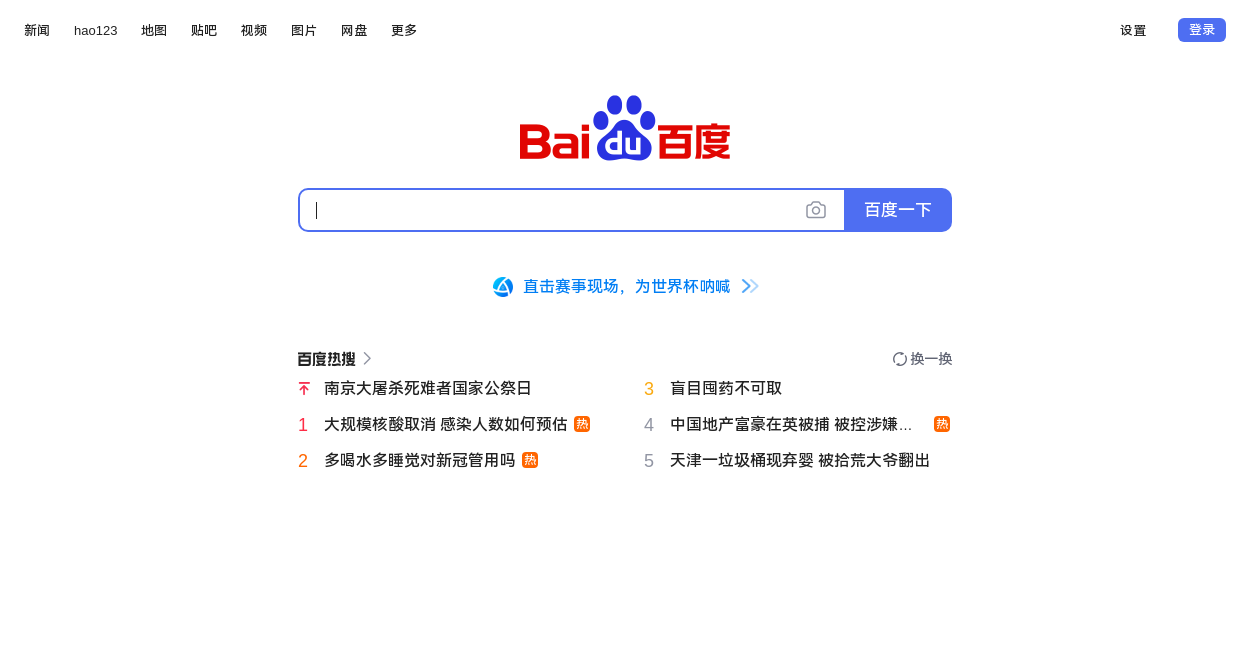 新闻 hao123 地图 贴吧 视频 图片 网盘 更多 设置 登录
Bai du 百度
百度一下
直击赛事现场，为世界杯呐喊
百度热搜 换一换
南京大屠杀死难者国家公祭日
3 盲目囤药不可取
1 大规模核酸取消 感染人数如何预估 热
4 中国地产富豪在英被捕 被控涉嫌... 热
2 多喝水多睡觉对新冠管用吗 热
5 天津一垃圾桶现弃婴 被拾荒大爷翻出